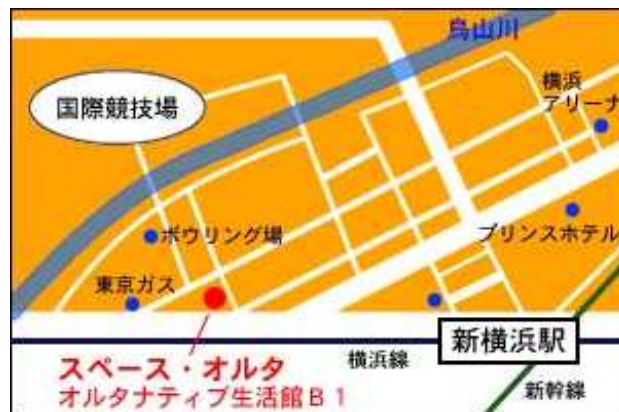 鳥山川
横浜
アリーナ
国際競技場
ボウリング場
プリンスホテル
東京ガス
新横浜駅
横浜線
スペース・オルタ
オルタナティブ生活館B1
新幹線